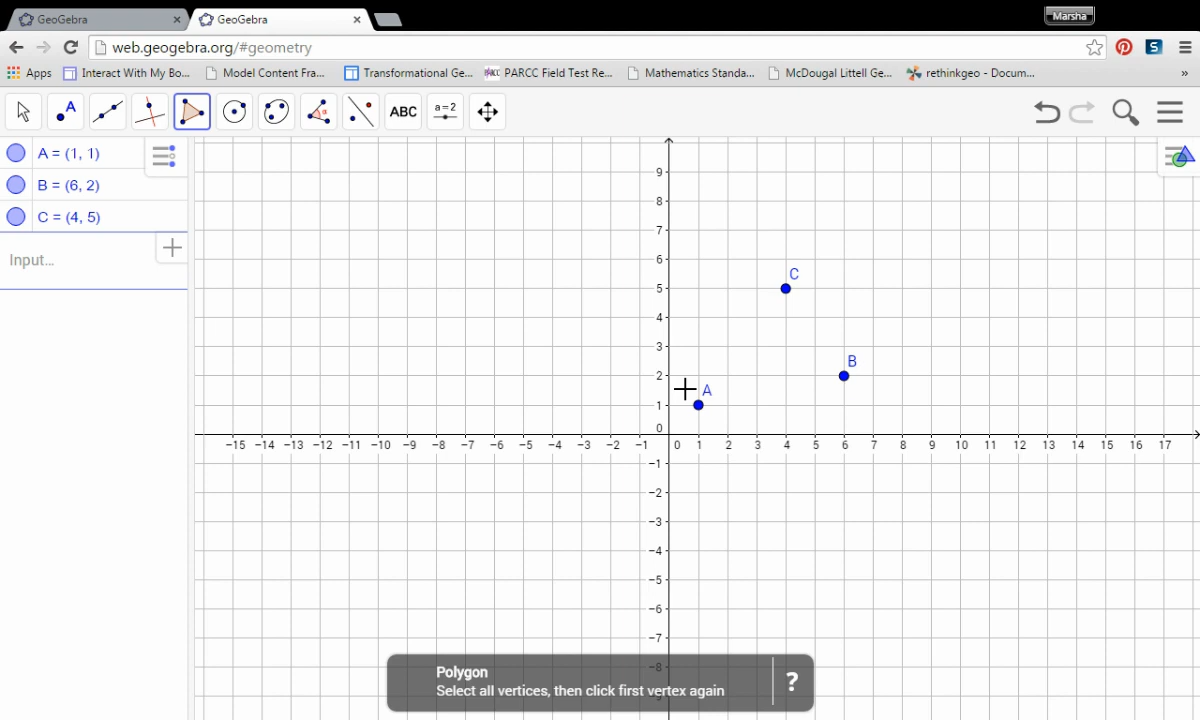 GeoGebra × GeoGebra × Marsha
web.geogebra.org/#geometry
Apps Interact With My Bo... Model Content Fra... Transformational Ge... PARCC Field Test Re... Mathematics Standa... McDougal Littell Ge... rethinkgeo - Docum... »
A ABC a=2
A = (1, 1)
B = (6, 2)
C = (4, 5)
Input...
9
8
7
6
5
4
3
2
1
0
C
B
A
−15 −14 −13 −12 −11 −10 −9 −8 −7 −6 −5 −4 −3 −2 −1 0 1 2 3 4 5 6 7 8 9 10 11 12 13 14 15 16 17
−1
−2
−3
−4
−5
−6
−7
−8
Polygon
Select all vertices, then click first vertex again
?